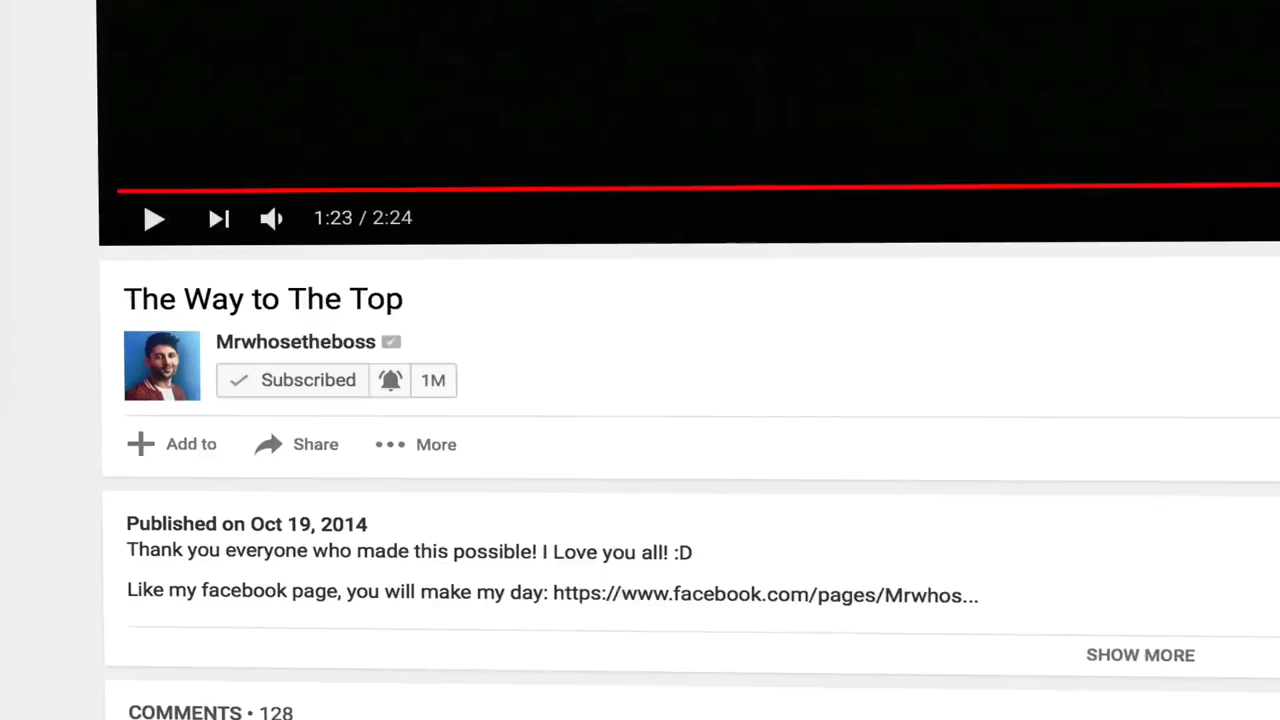 1:23 / 2:24
The Way to The Top
Mrwhosetheboss
Subscribed 1M
Add to Share More
Published on Oct 19, 2014
Thank you everyone who made this possible! I Love you all! :D
Like my facebook page, you will make my day: https://www.facebook.com/pages/Mrwhos...
SHOW MORE
COMMENTS • 128